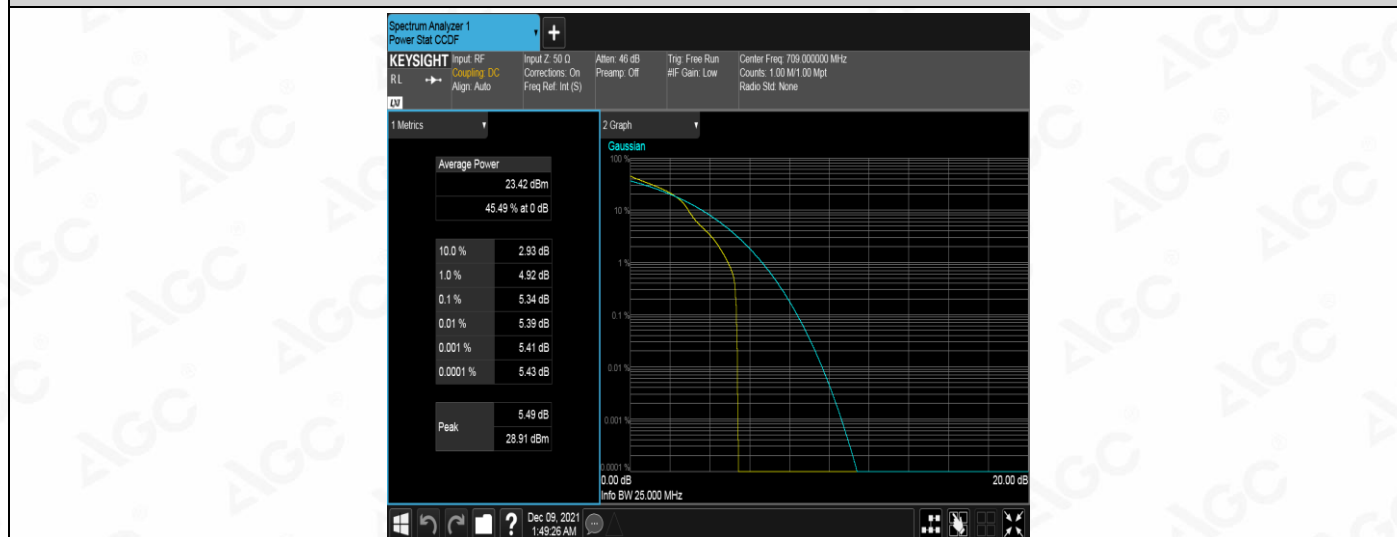 Spectrum Analyzer 1
Power Stat CCDF
+
KEYSIGHT
RL
LXI
Input: RF
Coupling: DC
Align: Auto
Input Z: 50 Ω
Corrections: On
Freq Ref: Int (S)
Atten: 46 dB
Preamp: Off
Trig: Free Run
#IF Gain: Low
Center Freq: 709.000000 MHz
Counts: 1.00 M/1.00 Mpt
Radio Std: None
1 Metrics
Average Power
23.42 dBm
45.49 % at 0 dB
10.0 % 2.93 dB
1.0 % 4.92 dB
0.1 % 5.34 dB
0.01 % 5.39 dB
0.001 % 5.41 dB
0.0001 % 5.43 dB
Peak
5.49 dB
28.91 dBm
2 Graph
Gaussian
100 %
10 %
1 %
0.1 %
0.01 %
0.001 %
0.0001 %
0.00 dB 20.00 dB
Info BW 25.000 MHz
?
Dec 09, 2021
1:49:26 AM
AGC